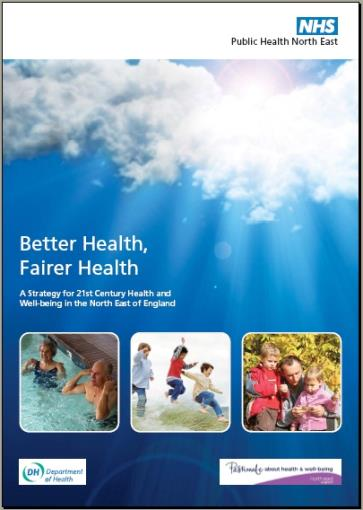 NHS
Public Health North East
Better Health,
Fairer Health
A Strategy for 21st Century Health and
Well-being in the North East of England
DH Department
of Health
Passionate about health & well-being